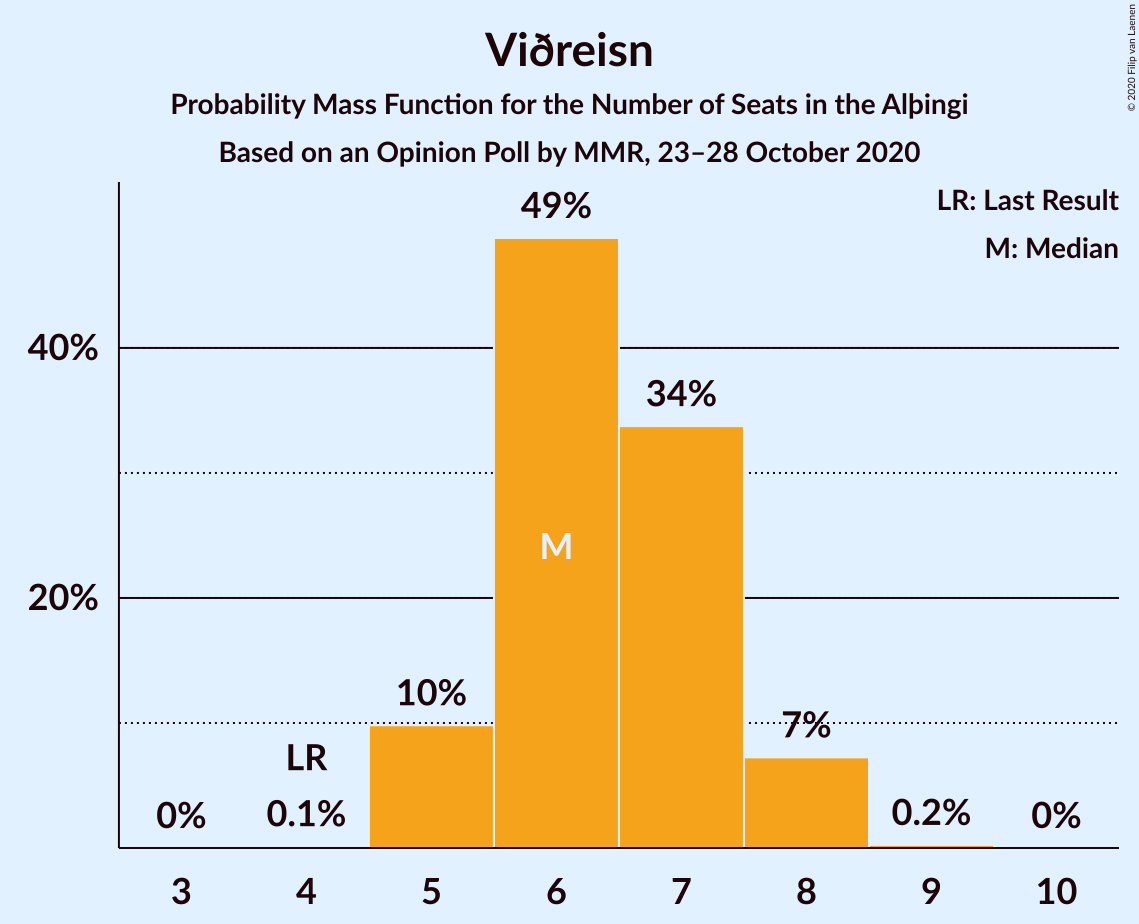 Viðreisn
Probability Mass Function for the Number of Seats in the Alþingi
Based on an Opinion Poll by MMR, 23–28 October 2020
© 2020 Filip van Laenen
LR: Last Result
M: Median
49%
40%
34%
M
20%
10%
7%
LR
0%
0.1%
0.2%
0%
3
4
5
6
7
8
9
10